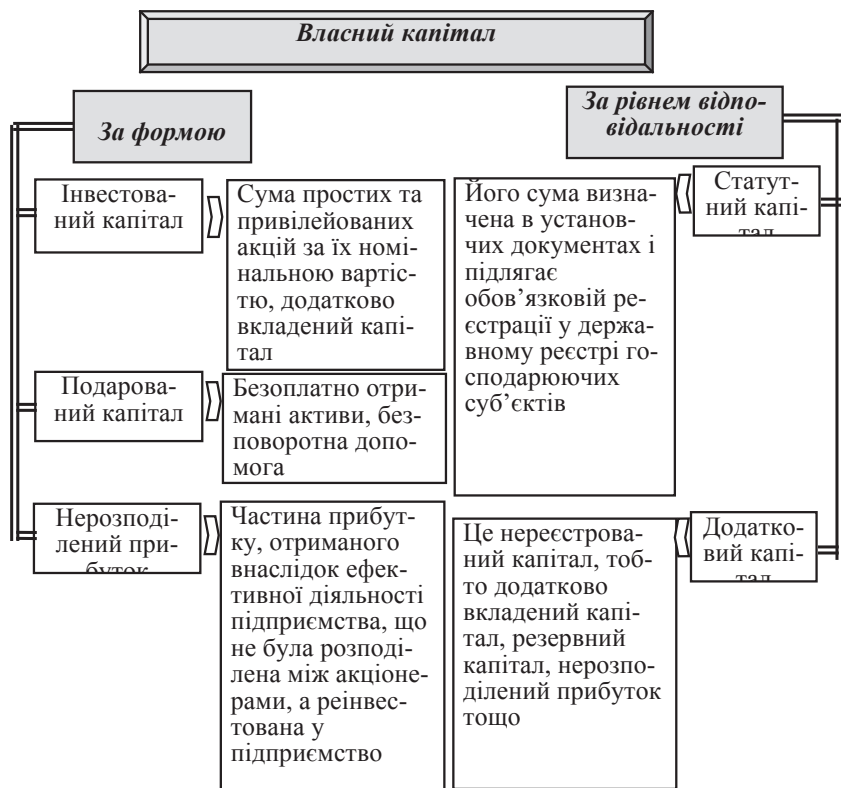 Власний капітал
За формою
За рівнем відпо-
відальності
Інвестова-
ний капітал
Сума простих та
привілейованих
акцій за їх номі-
нальною вартіс-
тю, додатково
вкладений капі-
тал
Подарова-
ний капітал
Безоплатно отри-
мані активи, без-
поворотна допо-
мога
Нерозподі-
лений при-
буток
Частина прибут-
ку, отриманого
внаслідок ефек-
тивної діяльності
підприємства, що
не була розподі-
лена між акціоне-
рами, а реінвес-
тована у
підприємство
Його сума визна-
чена в установ-
чих документах і
підлягає
обов’язковій ре-
єстрації у держа-
вному реєстрі го-
сподарюючих
суб’єктів
Статут-
ний капі-
тал
Це нереєстрова-
ний капітал, тоб-
то додатково
вкладений капі-
тал, резервний
капітал, нерозпо-
ділений прибуток
тощо
Додатко-
вий капі-
тал